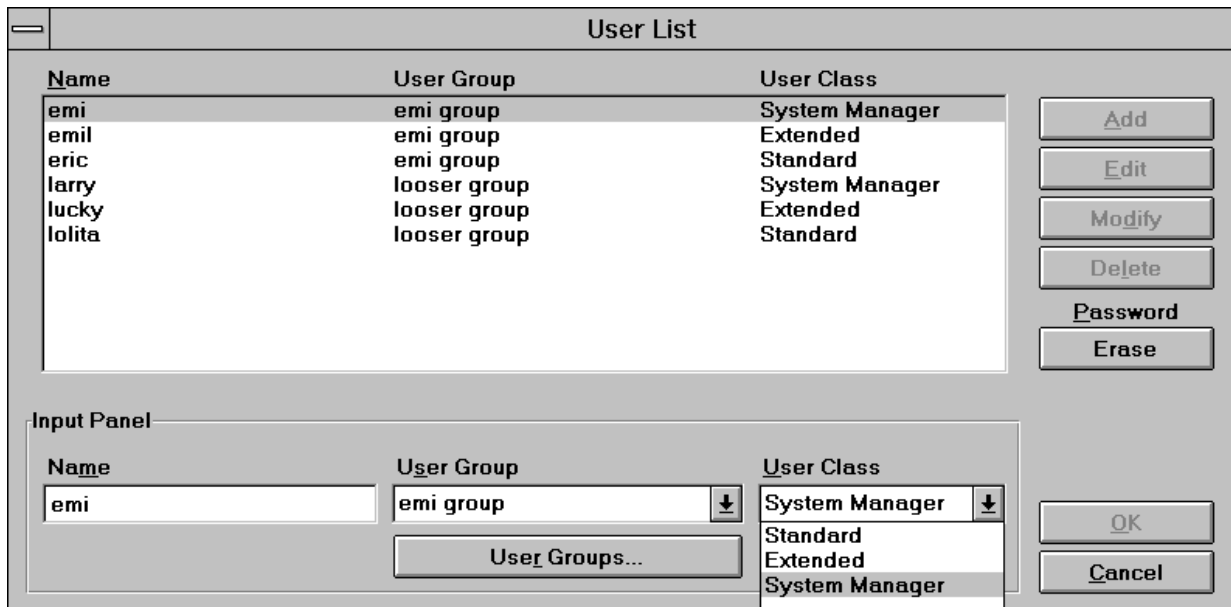 User List
Name User Group User Class
emi emi group System Manager
emil emi group Extended
eric emi group Standard
larry looser group System Manager
lucky looser group Extended
lolita looser group Standard
Add
Edit
Modify
Delete
Password
Erase
Input Panel
Name User Group User Class
emi emi group System Manager
Standard
Extended
System Manager
User Groups...
OK
Cancel